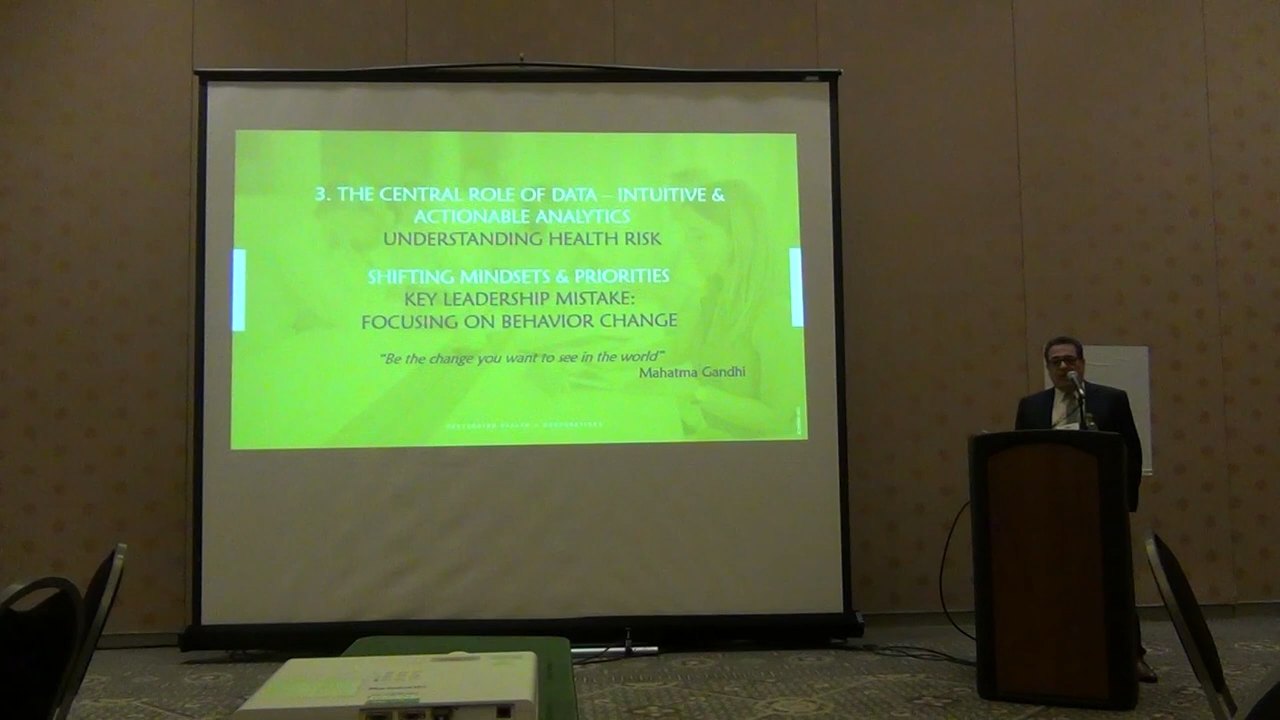 3. THE CENTRAL ROLE OF DATA – INTUITIVE &
ACTIONABLE ANALYTICS
UNDERSTANDING HEALTH RISK
SHIFTING MINDSETS & PRIORITIES
KEY LEADERSHIP MISTAKE:
FOCUSING ON BEHAVIOR CHANGE
"Be the change you want to see in the world"
Mahatma Gandhi